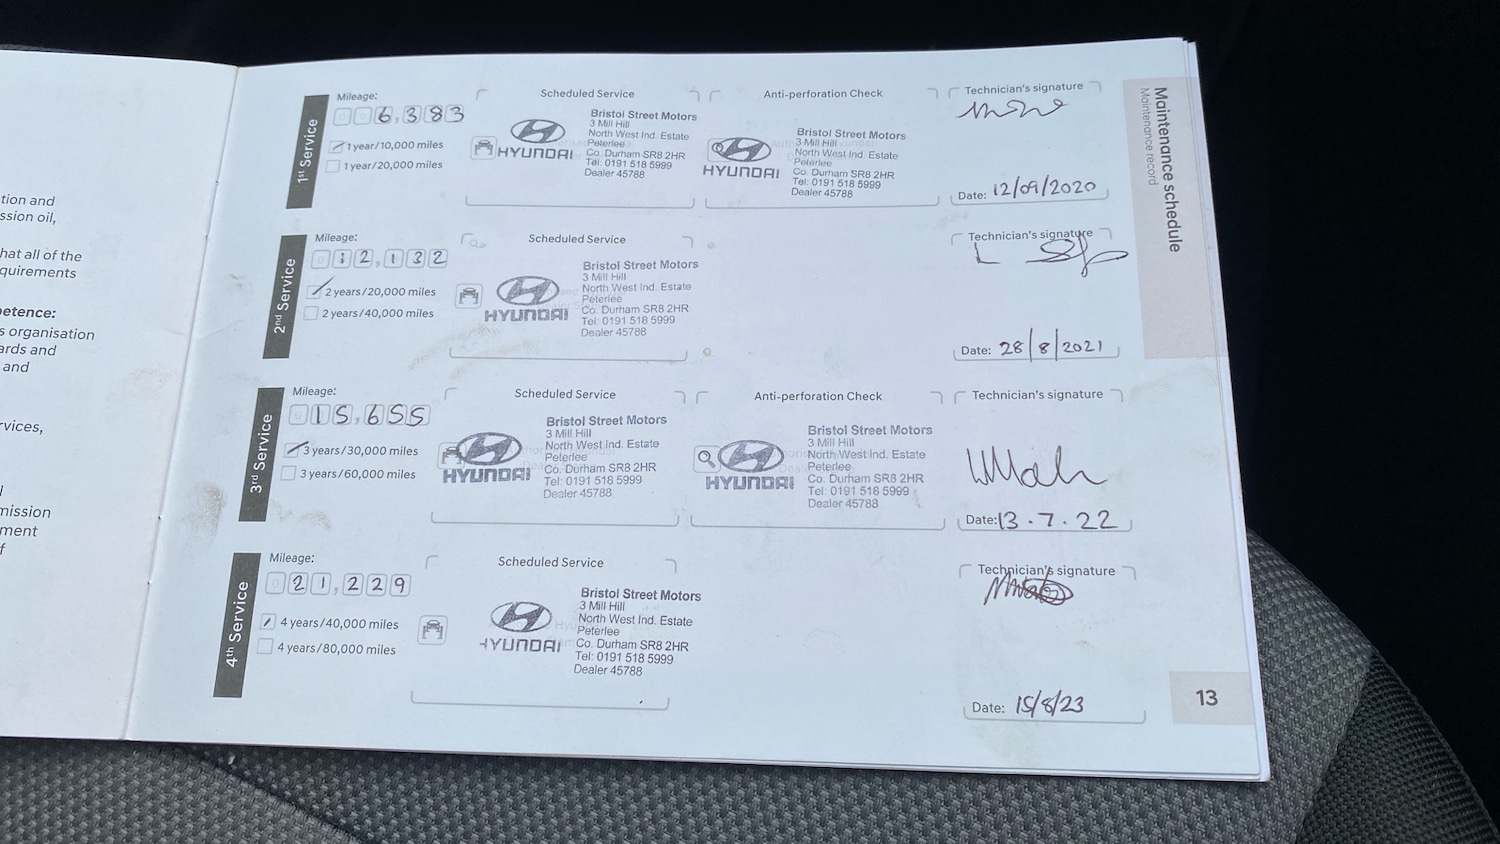 tion and
ssion oil,
hat all of the
quirements
petence:
s organisation
ards and
and
rvices,
mission
ment
f
Maintenance schedule
Maintenance record
1st Service
Mileage:
006,383
1 year/10,000 miles
1 year/20,000 miles
Scheduled Service
HYUNDAI
Bristol Street Motors
3 Mill Hill
North West Ind. Estate
Peterlee
Co. Durham SR8 2HR
Tel: 0191 518 5999
Dealer 45788
Anti-perforation Check
HYUNDAI
Bristol Street Motors
3 Mill Hill
North West Ind. Estate
Peterlee
Co. Durham SR8 2HR
Tel: 0191 518 5999
Dealer 45788
Technician's signature
Date: 12/09/2020
2nd Service
Mileage:
012,132
2 years/20,000 miles
2 years/40,000 miles
Scheduled Service
HYUNDAI
Bristol Street Motors
3 Mill Hill
North West Ind. Estate
Peterlee
Co. Durham SR8 2HR
Tel: 0191 518 5999
Dealer 45788
Technician's signature
Date: 28/8/2021
3rd Service
Mileage:
015,655
3 years/30,000 miles
3 years/60,000 miles
Scheduled Service
HYUNDAI
Bristol Street Motors
3 Mill Hill
North West Ind. Estate
Peterlee
Co. Durham SR8 2HR
Tel: 0191 518 5999
Dealer 45788
Anti-perforation Check
HYUNDAI
Bristol Street Motors
3 Mill Hill
North West Ind. Estate
Peterlee
Co. Durham SR8 2HR
Tel: 0191 518 5999
Dealer 45788
Technician's signature
Date: 13.7.22
4th Service
Mileage:
021,229
4 years/40,000 miles
4 years/80,000 miles
Scheduled Service
HYUNDAI
Bristol Street Motors
3 Mill Hill
North West Ind. Estate
Peterlee
Co. Durham SR8 2HR
Tel: 0191 518 5999
Dealer 45788
Technician's signature
Date: 15/8/23
13